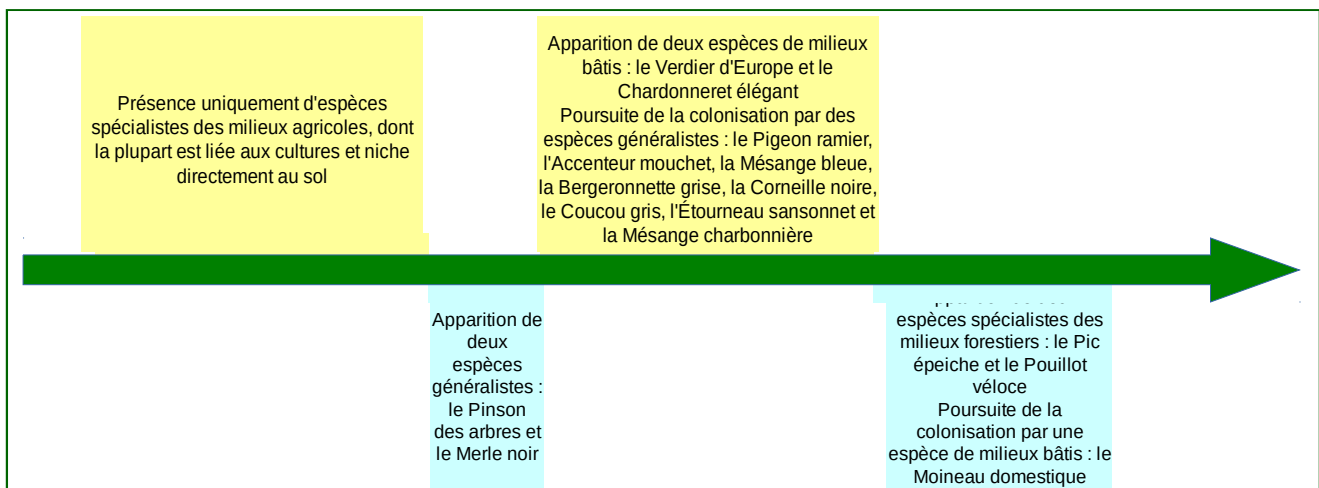 Présence uniquement d'espèces
spécialistes des milieux agricoles, dont
la plupart est liée aux cultures et niche
directement au sol
Apparition de deux espèces de milieux
bâtis : le Verdier d'Europe et le
Chardonneret élégant
Poursuite de la colonisation par des
espèces généralistes : le Pigeon ramier,
l'Accenteur mouchet, la Mésange bleue,
la Bergeronnette grise, la Corneille noire,
le Coucou gris, l'Étourneau sansonnet et
la Mésange charbonnière
Apparition de
deux
espèces
généralistes :
le Pinson
des arbres et
le Merle noir
espèces spécialistes des
milieux forestiers : le Pic
épeiche et le Pouillot
véloce
Poursuite de la
colonisation par une
espèce de milieux bâtis : le
Moineau domestique